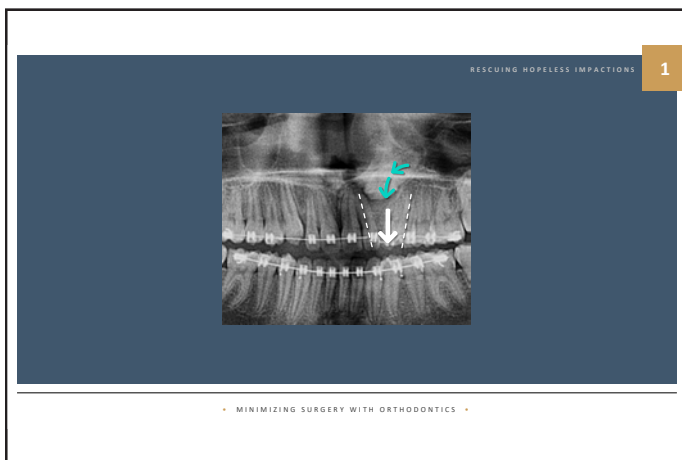 RESCUING HOPELESS IMPACTIONS 1
• MINIMIZING SURGERY WITH ORTHODONTICS •